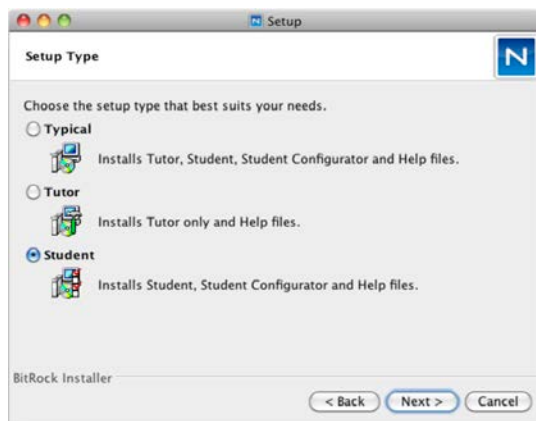 Setup
Setup Type
N
Choose the setup type that best suits your needs.
Typical
Installs Tutor, Student, Student Configurator and Help files.
Tutor
Installs Tutor only and Help files.
Student
Installs Student, Student Configurator and Help files.
BitRock Installer
< Back Next > Cancel